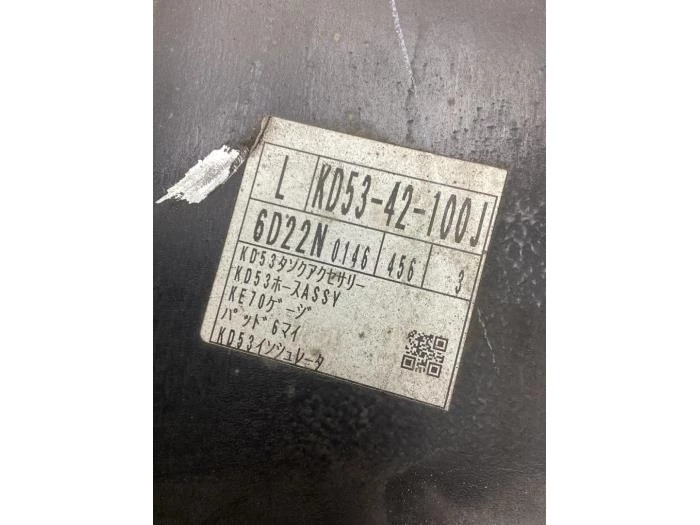 L KD53-42-100J
6D22N 0146 456 3
KD53タンクアクセサリー
KD53ホースASSY
KE70ゲージ
パッド6マイ
KD53インシュレータ